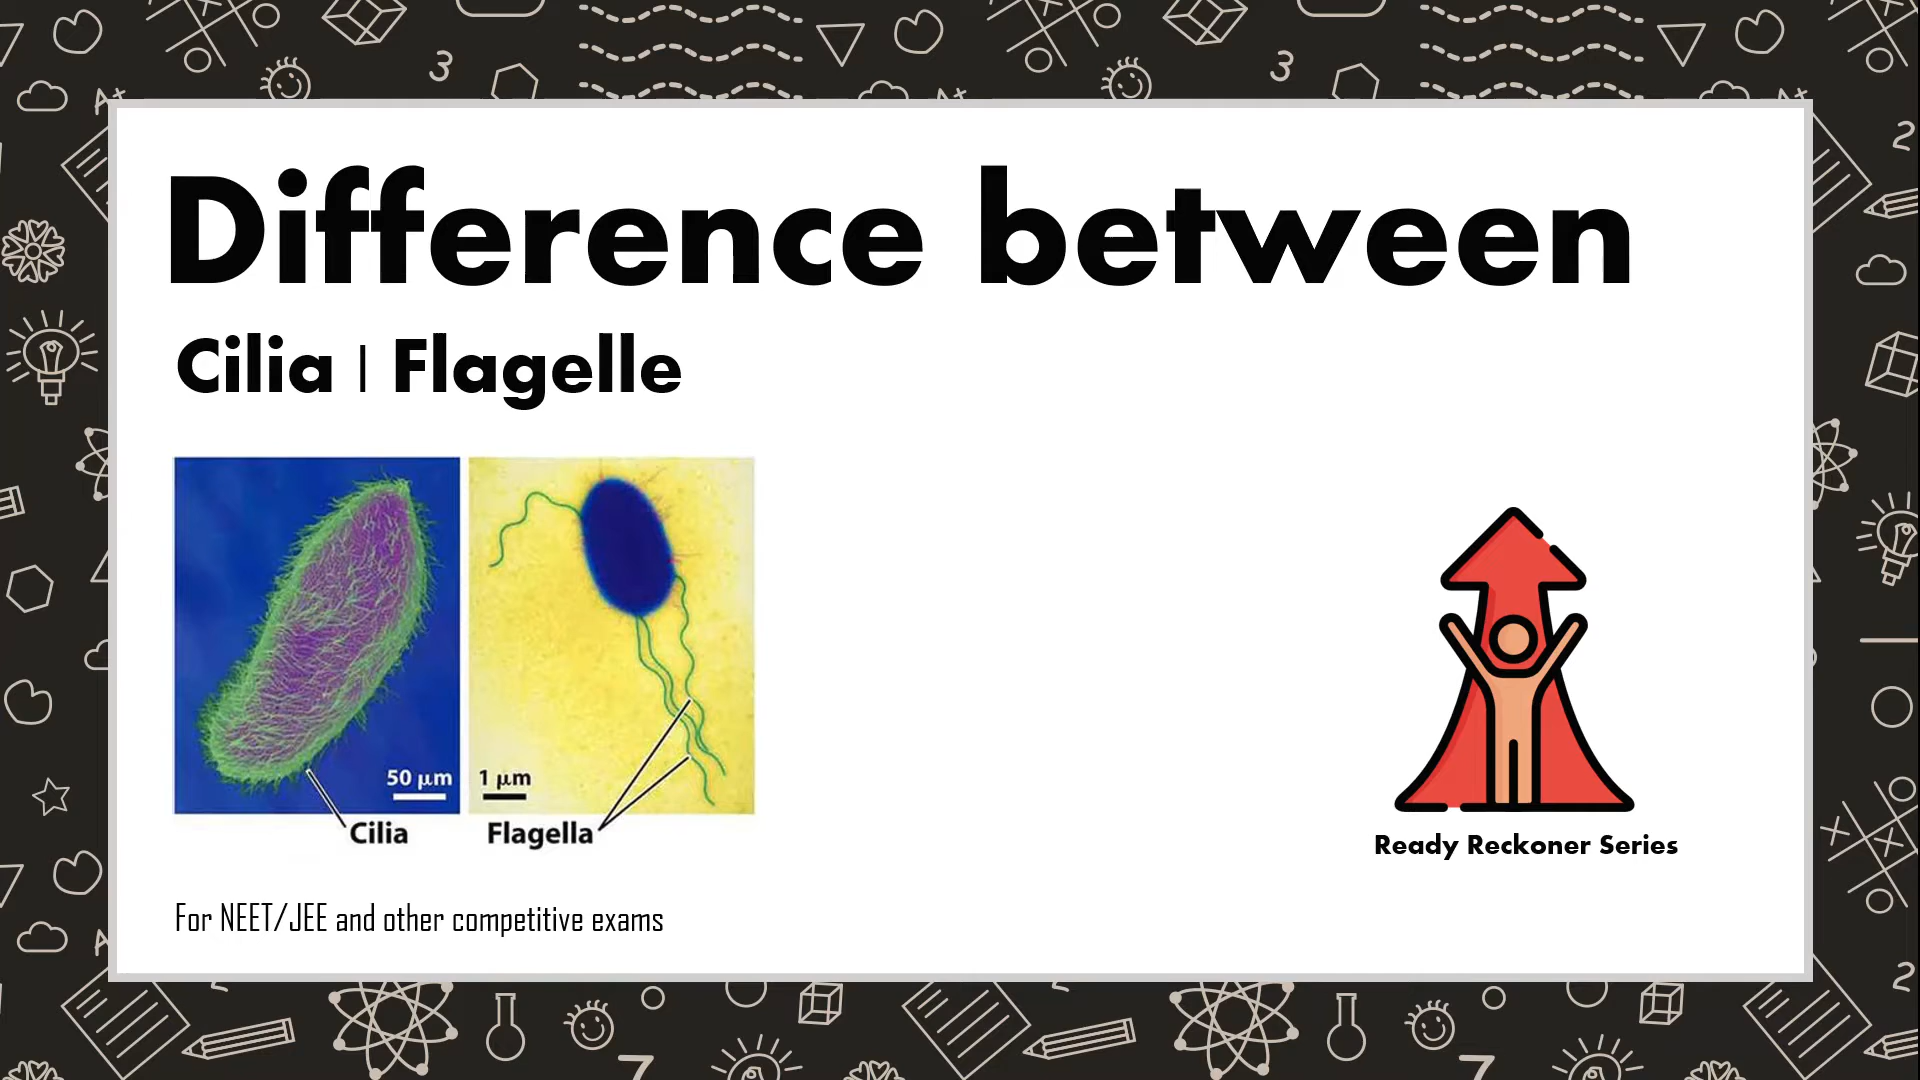 Difference between
Cilia | Flagelle
50 μm
1 μm
Cilia
Flagella
Ready Reckoner Series
For NEET/JEE and other competitive exams